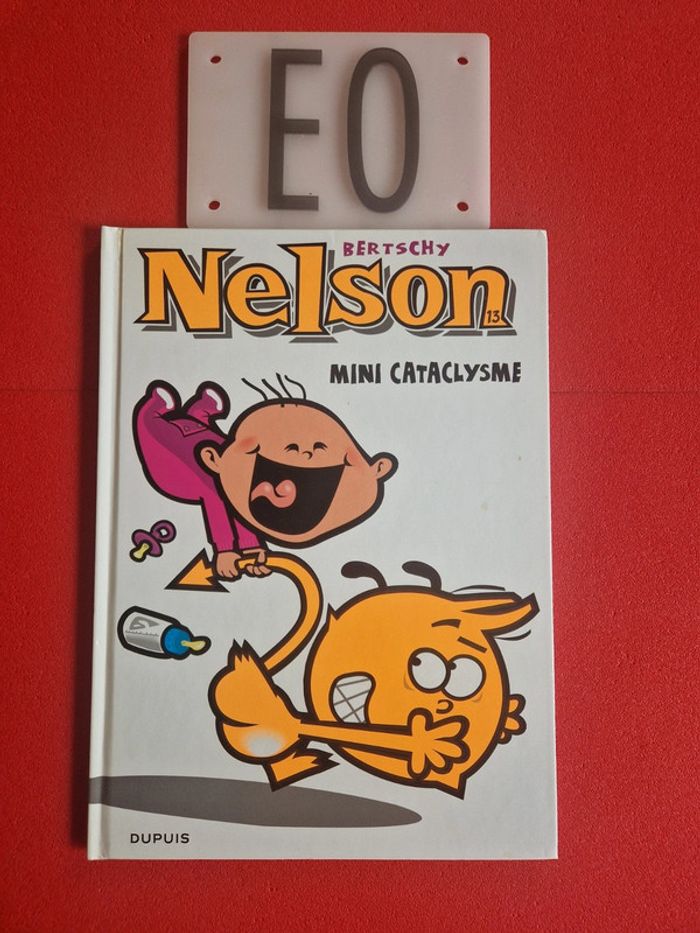 EO
BERTSCHY
Nelson
13
MINI CATACLYSME
DUPUIS